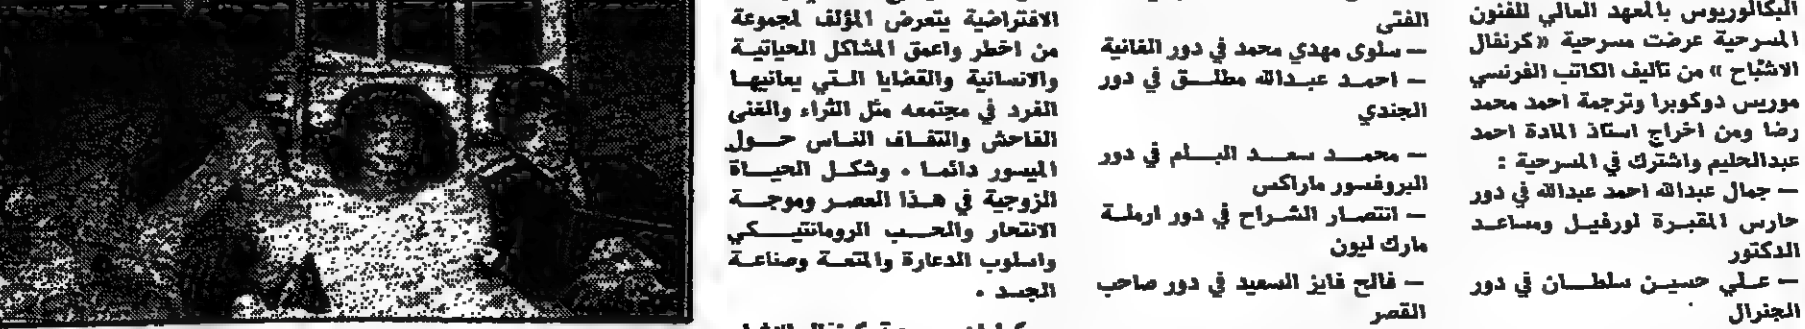 البكالوريوس بالمعهد العالي للفنون
المسرحية عرضت مسرحية « كرنفال
الاشباح » من تأليف الكاتب الفرنسي
موريس دوكوبرا وترجمة احمد محمد
رضا ومن اخراج استاذ المادة احمد
عبدالحليم واشترك في المسرحية :
— جمال عبدالله احمد عبدالله في دور
حارس المقبرة لورفيل ومساعد
الدكتور
— علي حسين سلطان في دور
الجنرال
الفتى
— سلوى مهدي محمد في دور الغانية
— احمد عبدالله مطلق في دور
الجندي
— محمد سعد البلم في دور
البروفسور ماراكس
— انتصار الشراح في دور ارملة
مارك ليون
— فالح فايز السعيد في دور صاحب
القصر
الافتراضية يتعرض المؤلف لمجموعة
من اخطر واعمق المشاكل الحياتية
والانسانية والقضايا التي يعانيها
الفرد في مجتمعه مثل الثراء والغنى
الفاحش والتفاف الناس حول
الميسور دائما . وشكل الحياة
الزوجية في هذا العصر وموجة
الانتحار والحب الرومانتيكي
واسلوب الدعارة والمتعة وصناعة
الجسد .